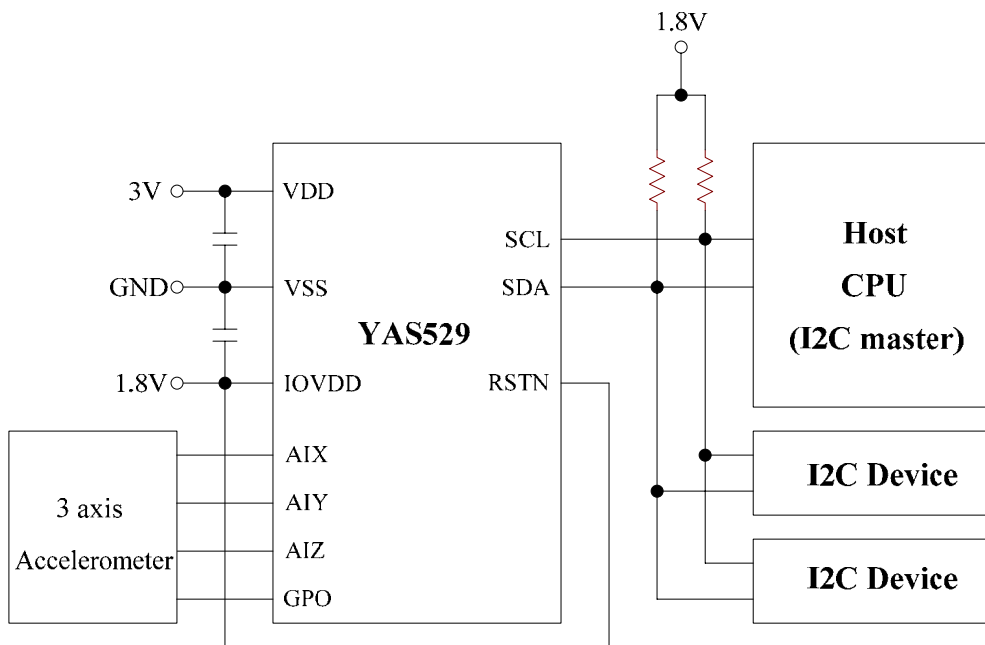 1.8V
3V
GND
1.8V
VDD
VSS
IOVDD
AIX
AIY
AIZ
GPO
YAS529
SCL
SDA
RSTN
3 axis
Accelerometer
Host
CPU
(I2C master)
I2C Device
I2C Device